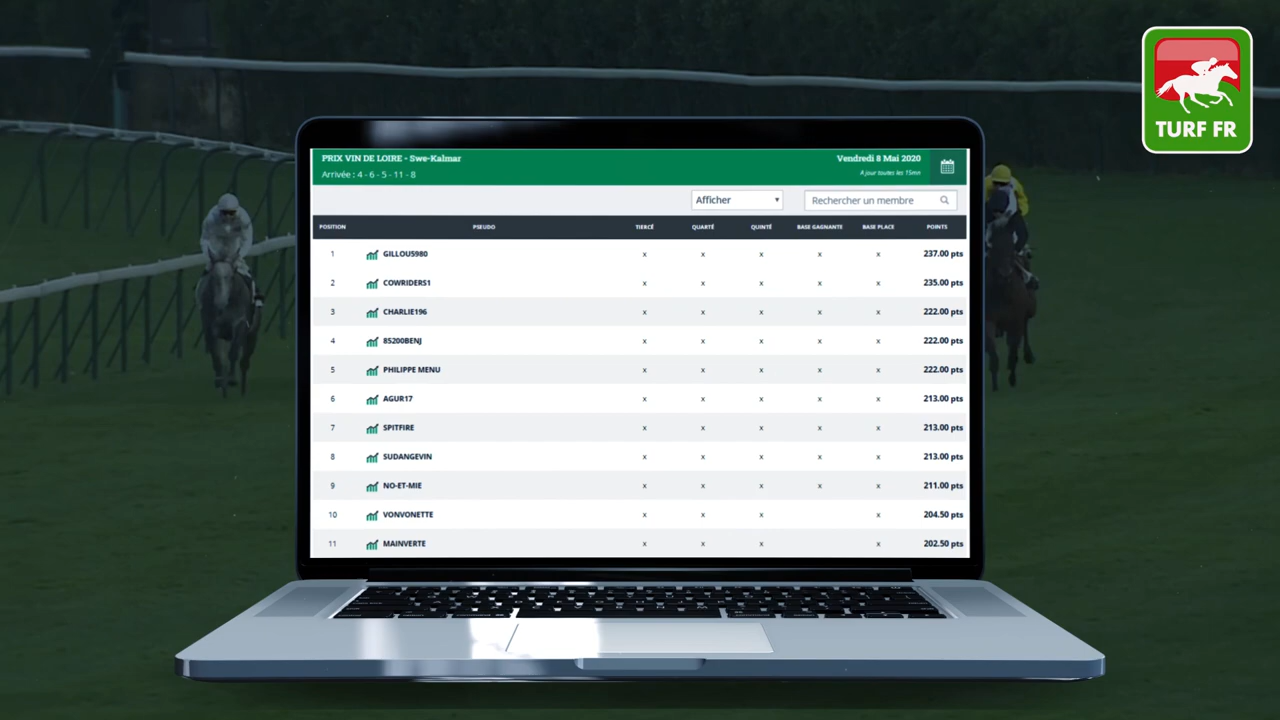 TURF FR
PRIX VIN DE LOIRE - Swe-Kalmar
Vendredi 8 Mai 2020
Arrivée : 4 - 6 - 5 - 11 - 8
A jour toutes les 15mn
Afficher
Rechercher un membre
POSITION PSEUDO TIERCÉ QUARTÉ QUINTÉ BASE GAGNANTE BASE PLACE POINTS
1 GILLOU5980 x x x x x 237.00 pts
2 COWRIDERS1 x x x x x 235.00 pts
3 CHARLIE196 x x x x x 222.00 pts
4 85200BENJ x x x x x 222.00 pts
5 PHILIPPE MENU x x x x x 222.00 pts
6 AGUR17 x x x x x 213.00 pts
7 SPITFIRE x x x x x 213.00 pts
8 SUDANGEVIN x x x x x 213.00 pts
9 NO-ET-MIE x x x x x 211.00 pts
10 VONVONETTE x x x x 204.50 pts
11 MAINVERTE x x x x 202.50 pts